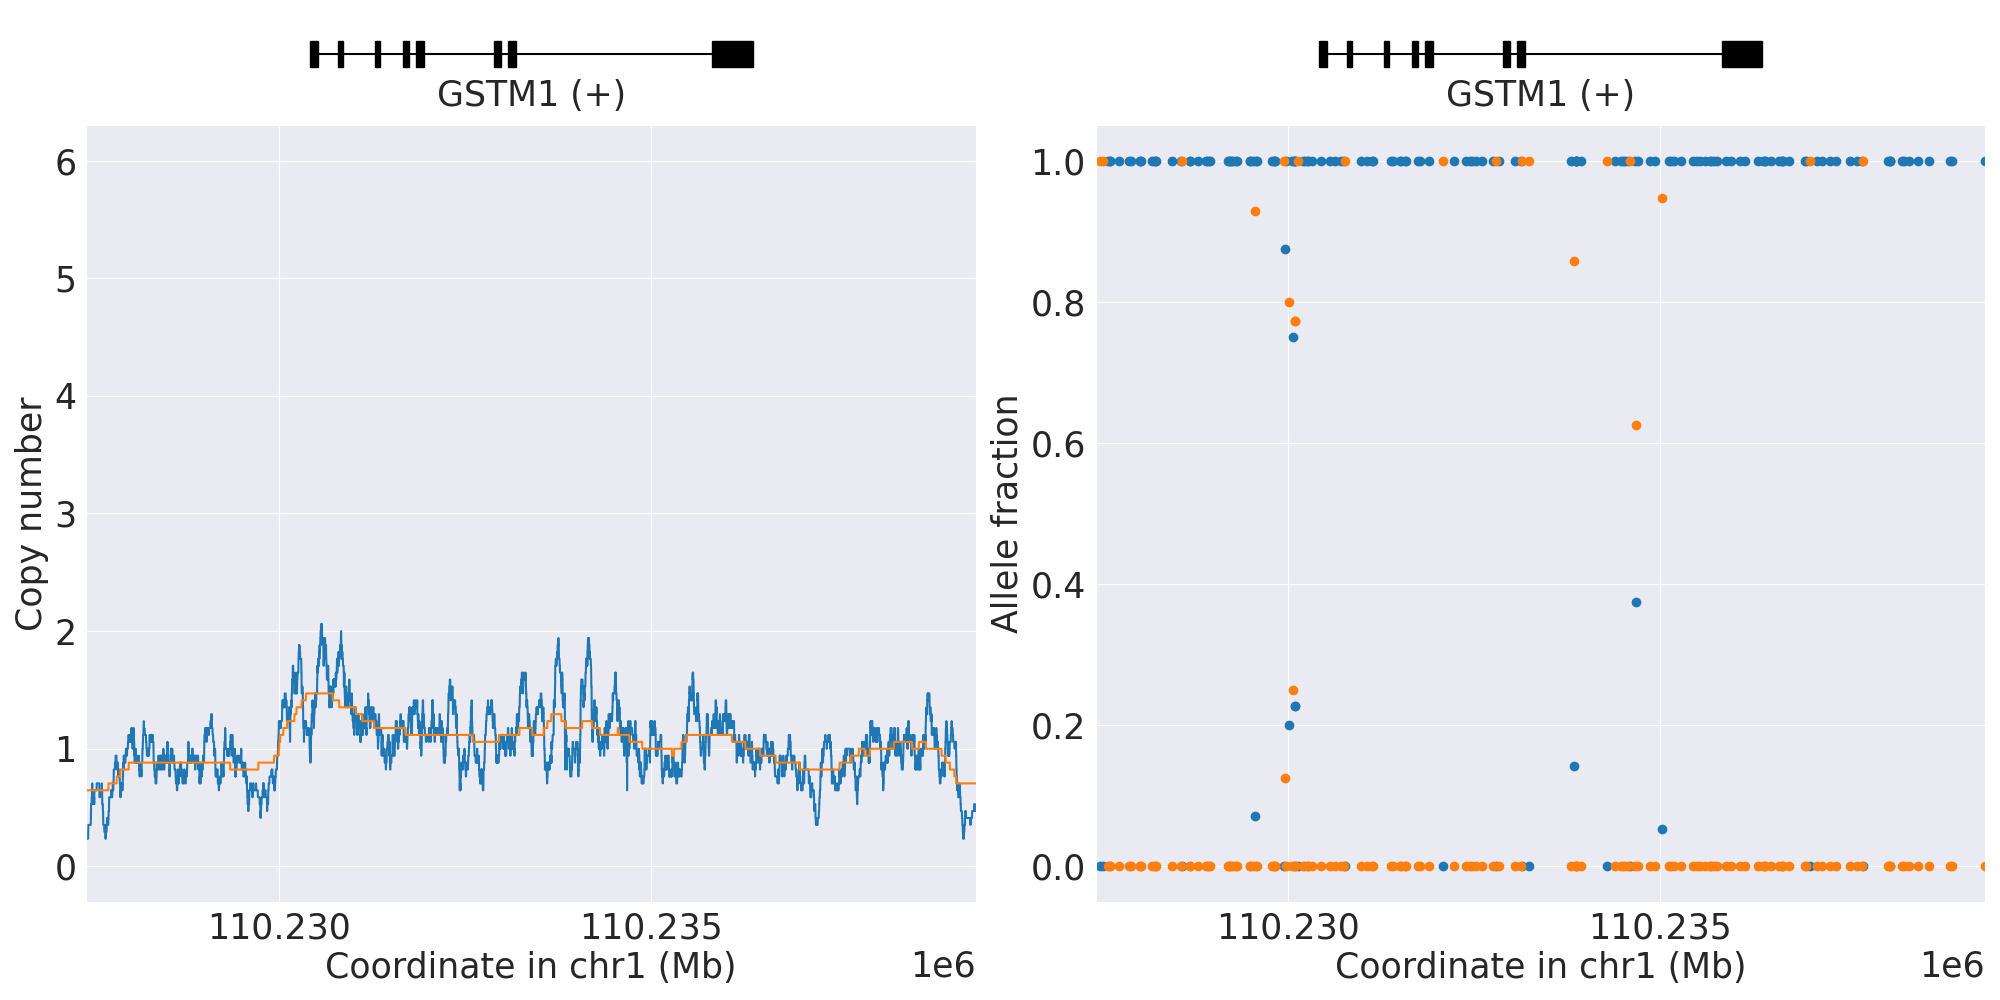 GSTM1 (+)
6
5
4
3
2
1
0
Copy number
110.230
110.235
Coordinate in chr1 (Mb)
1e6
GSTM1 (+)
1.0
0.8
0.6
0.4
0.2
0.0
Allele fraction
110.230
110.235
Coordinate in chr1 (Mb)
1e6